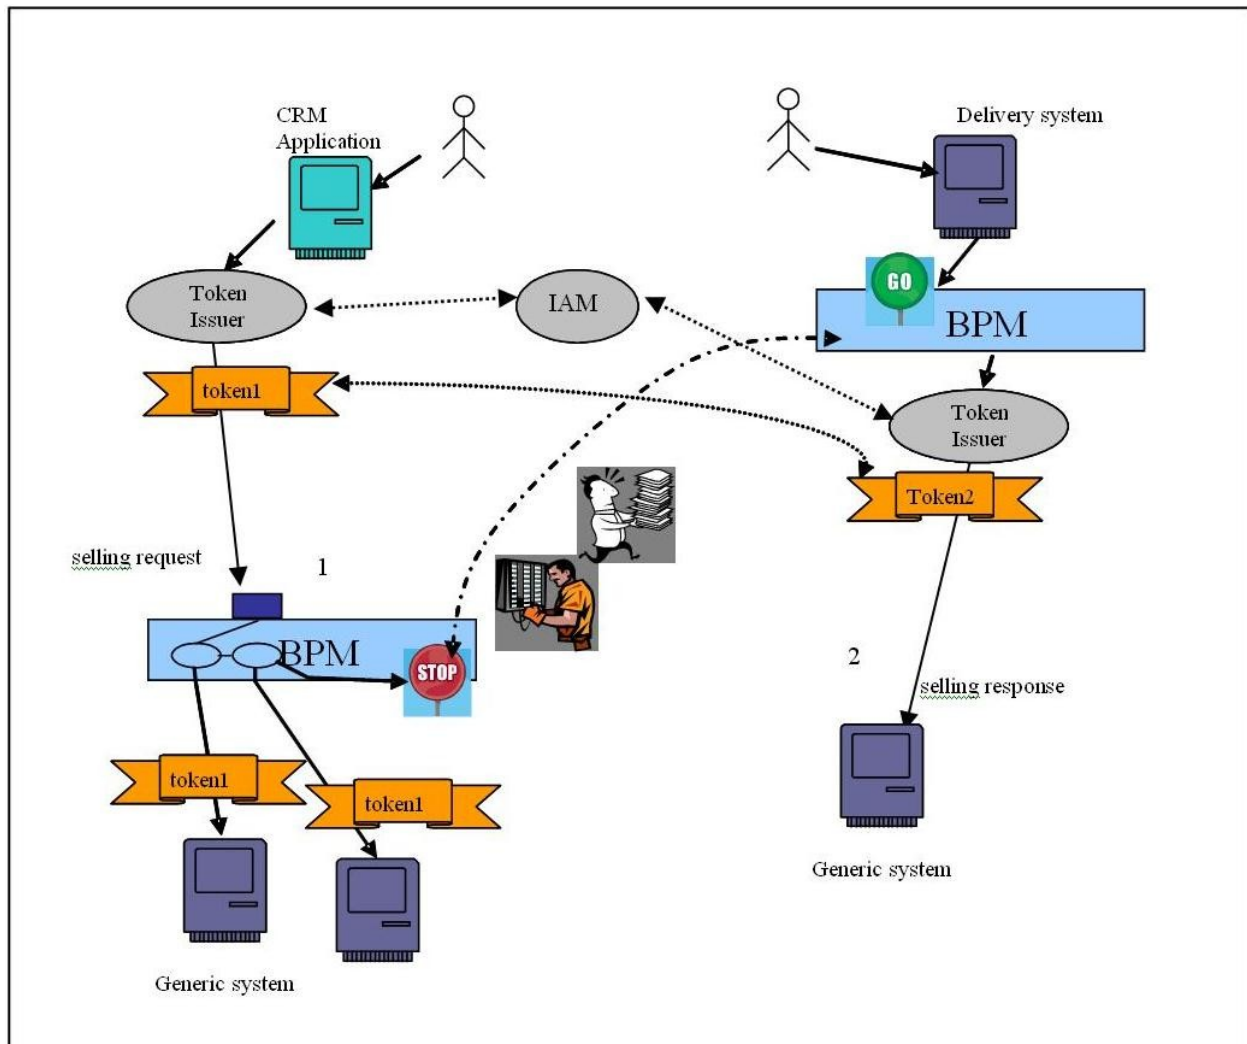 CRM
Application
Delivery system
Token
Issuer
IAM
GO
BPM
token1
Token
Issuer
Token2
selling request
1
BPM
STOP
2
selling response
token1
token1
Generic system
Generic system